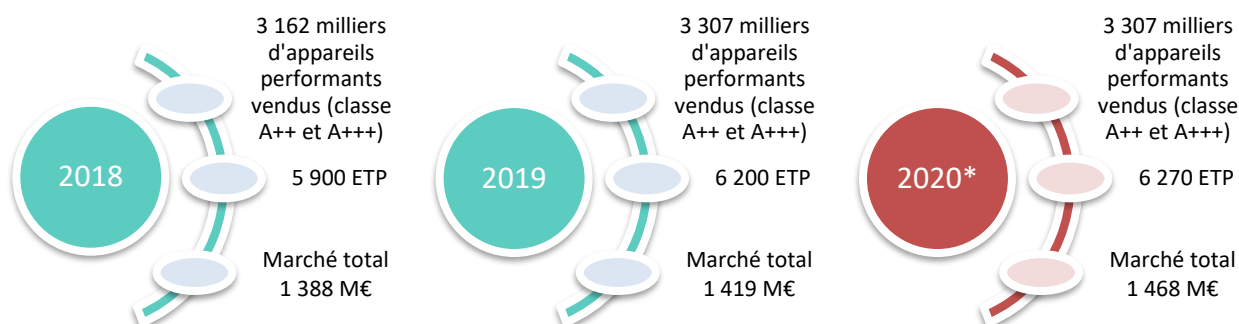 2018
3 162 milliers
d'appareils
performants
vendus (classe
A++ et A+++)
5 900 ETP
Marché total
1 388 M€
2019
3 307 milliers
d'appareils
performants
vendus (classe
A++ et A+++)
6 200 ETP
Marché total
1 419 M€
2020*
3 307 milliers
d'appareils
performants
vendus (classe
A++ et A+++)
6 270 ETP
Marché total
1 468 M€